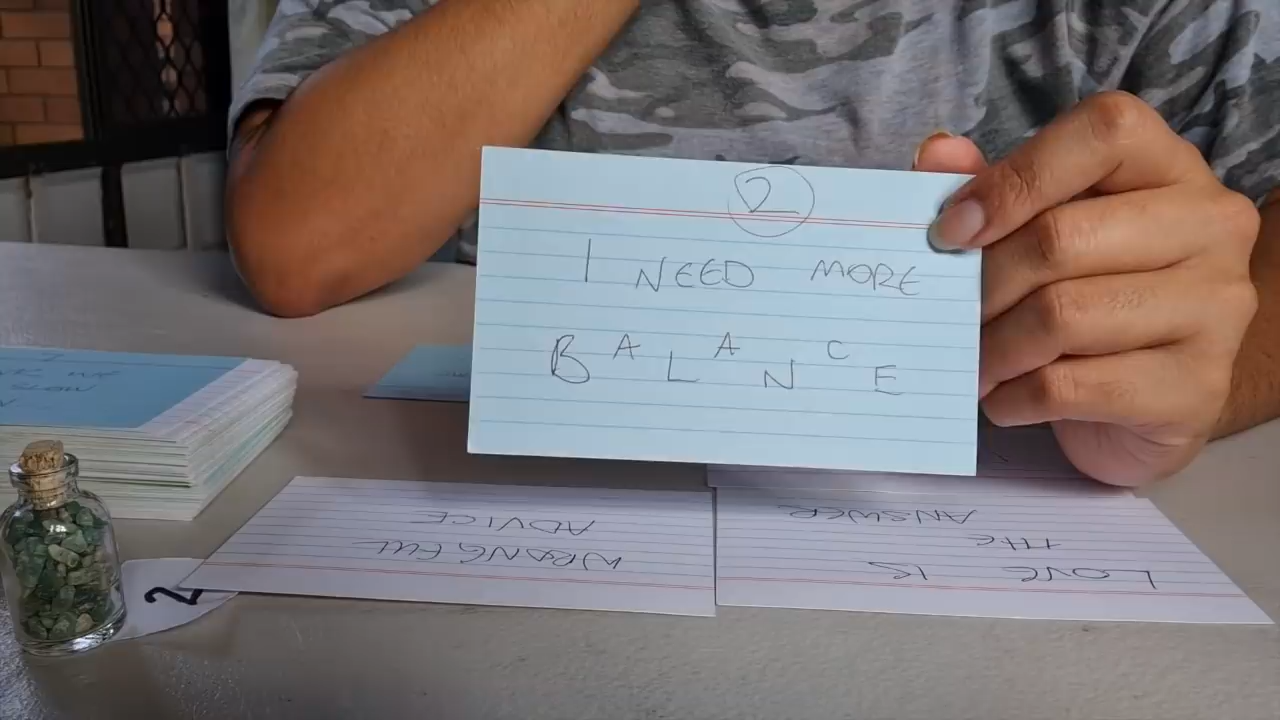 2
I NEED MORE
BALANCE
WRONGFUL
ADVICE
LOVE IS
THE
ANSWER
2